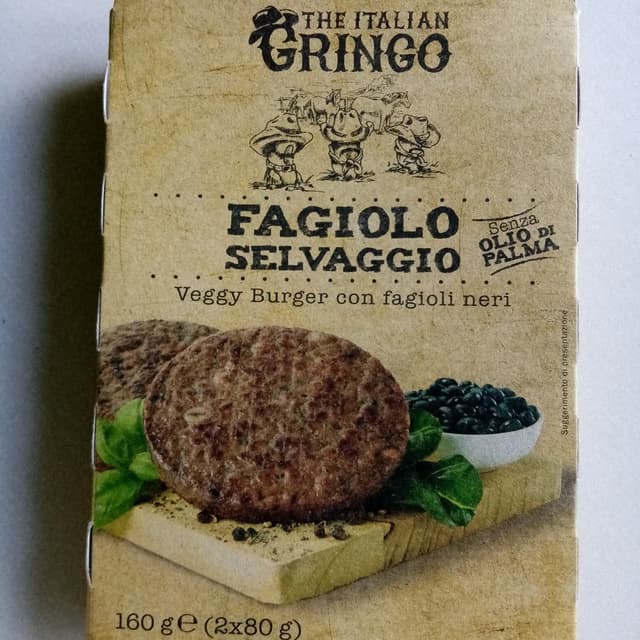 THE ITALIAN
GRINGO
FAGIOLO
SELVAGGIO
Senza
OLIO DI
PALMA
Veggy Burger con fagioli neri
Suggerimento di presentazione
160 g ℮ (2x80 g)